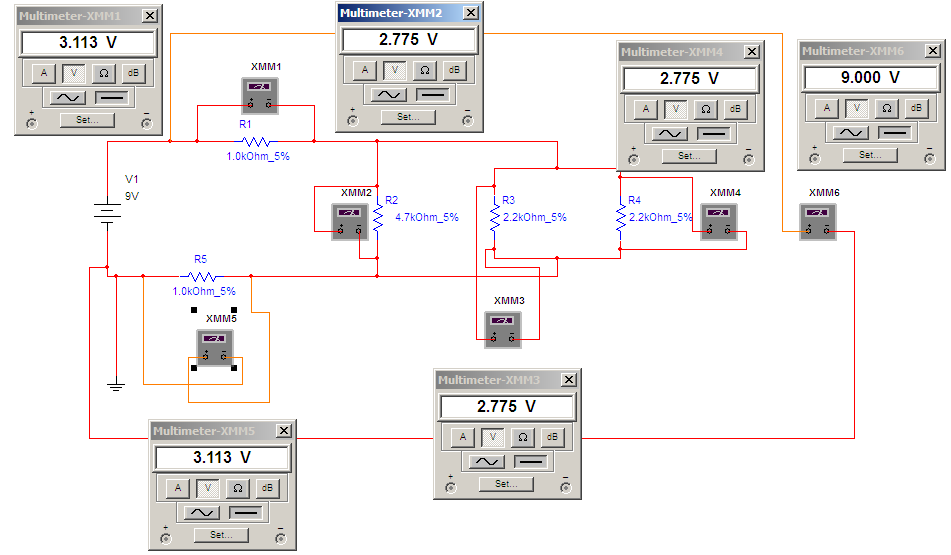 Multimeter-XMM1
3.113 V
A V Ω dB
+ Set... −
Multimeter-XMM2
2.775 V
A V Ω dB
+ Set... −
Multimeter-XMM4
2.775 V
A V Ω dB
+ Set... −
Multimeter-XMM6
9.000 V
A V Ω dB
+ Set... −
XMM1
+ −
R1
1.0kOhm_5%
V1
9V
XMM2
+ −
R2
4.7kOhm_5%
R3
2.2kOhm_5%
R4
2.2kOhm_5%
XMM4
+ −
XMM6
+ −
R5
1.0kOhm_5%
XMM5
+ −
XMM3
+ −
Multimeter-XMM3
2.775 V
A V Ω dB
+ Set... −
Multimeter-XMM5
3.113 V
A V Ω dB
+ Set... −